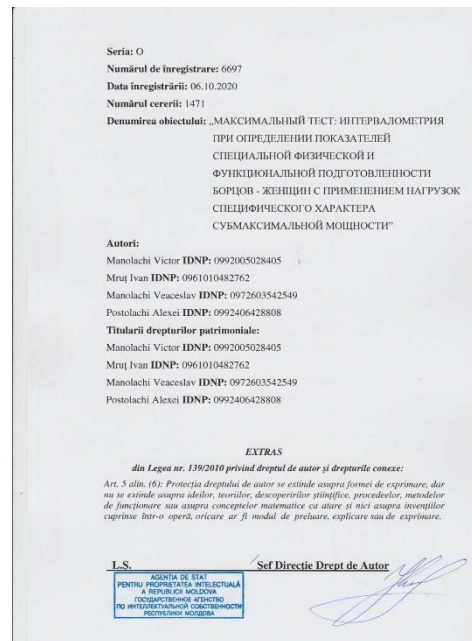 Seria: O
Numărul de înregistrare: 6697
Data înregistrării: 06.10.2020
Numărul cererii: 1471
Denumirea obiectului: „МАКСИМАЛЬНЫЙ ТЕСТ: ИНТЕРВАЛОМЕТРИЯ
ПРИ ОПРЕДЕЛЕНИИ ПОКАЗАТЕЛЕЙ
СПЕЦИАЛЬНОЙ ФИЗИЧЕСКОЙ И
ФУНКЦИОНАЛЬНОЙ ПОДГОТОВЛЕННОСТИ
БОРЦОВ - ЖЕНЩИН С ПРИМЕНЕНИЕМ НАГРУЗОК
СПЕЦИФИЧЕСКОГО ХАРАКТЕРА
СУБМАКСИМАЛЬНОЙ МОЩНОСТИ”
Autori:
Manolachi Victor IDNP: 0992005028405
Mruț Ivan IDNP: 0961010482762
Manolachi Veaceslav IDNP: 0972603542549
Postolachi Alexei IDNP: 0992406428808
Titularii drepturilor patrimoniale:
Manolachi Victor IDNP: 0992005028405
Mruț Ivan IDNP: 0961010482762
Manolachi Veaceslav IDNP: 0972603542549
Postolachi Alexei IDNP: 0992406428808
EXTRAS
din Legea nr. 139/2010 privind dreptul de autor și drepturile conexe:
Art. 5 alin. (6): Protecția dreptului de autor se extinde asupra formei de exprimare, dar
nu se extinde asupra ideilor, teoriilor, descoperirilor științifice, procedeelor, metodelor
de funcționare sau asupra conceptelor matematice ca atare și nici asupra invențiilor
cuprinse într-o operă, oricare ar fi modul de preluare, explicare sau de exprimare.
L.Ș. Șef Direcție Drept de Autor
AGENȚIA DE STAT
PENTRU PROPRIETATEA INTELECTUALĂ
A REPUBLICII MOLDOVA
ГОСУДАРСТВЕННОЕ АГЕНТСТВО
ПО ИНТЕЛЛЕКТУАЛЬНОЙ СОБСТВЕННОСТИ
РЕСПУБЛИКИ МОЛДОВА